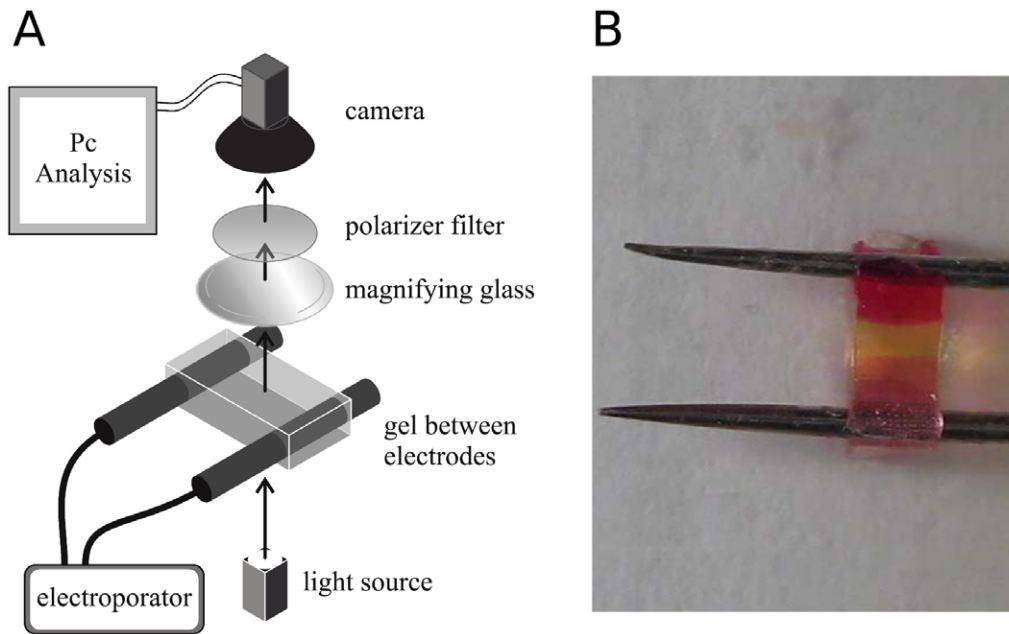 A
B
Pc
Analysis
camera
polarizer filter
magnifying glass
gel between
electrodes
light source
electroporator